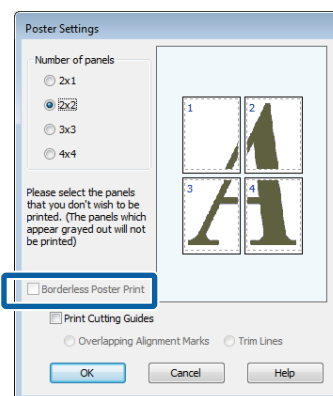 Poster Settings
Number of panels
2x1
2x2
3x3
4x4
1
2
3
4
Please select the panels
that you don't wish to be
printed. (The panels which
appear grayed out will not
be printed)
Borderless Poster Print
Print Cutting Guides
Overlapping Alignment Marks
Trim Lines
OK
Cancel
Help